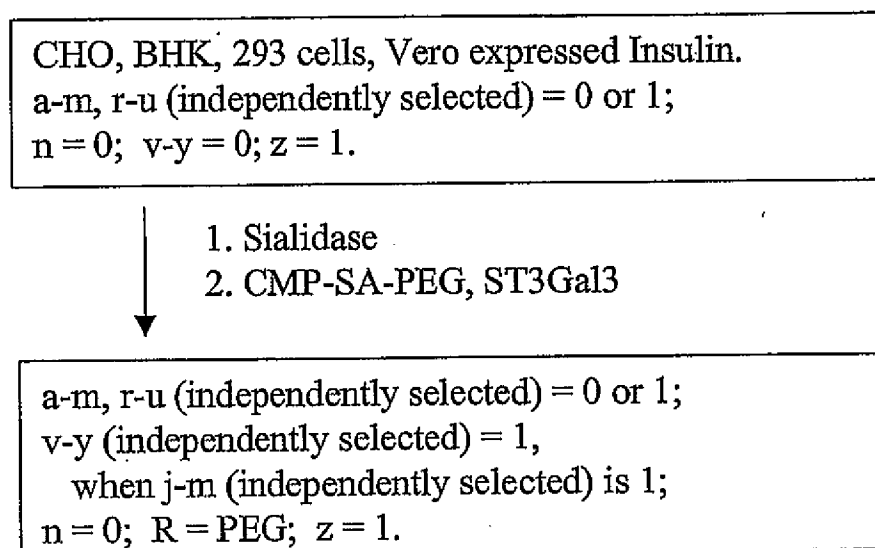 CHO, BHK, 293 cells, Vero expressed Insulin.
a-m, r-u (independently selected) = 0 or 1;
n = 0; v-y = 0; z = 1.
1. Sialidase
2. CMP-SA-PEG, ST3Gal3
a-m, r-u (independently selected) = 0 or 1;
v-y (independently selected) = 1,
when j-m (independently selected) is 1;
n = 0; R = PEG; z = 1.